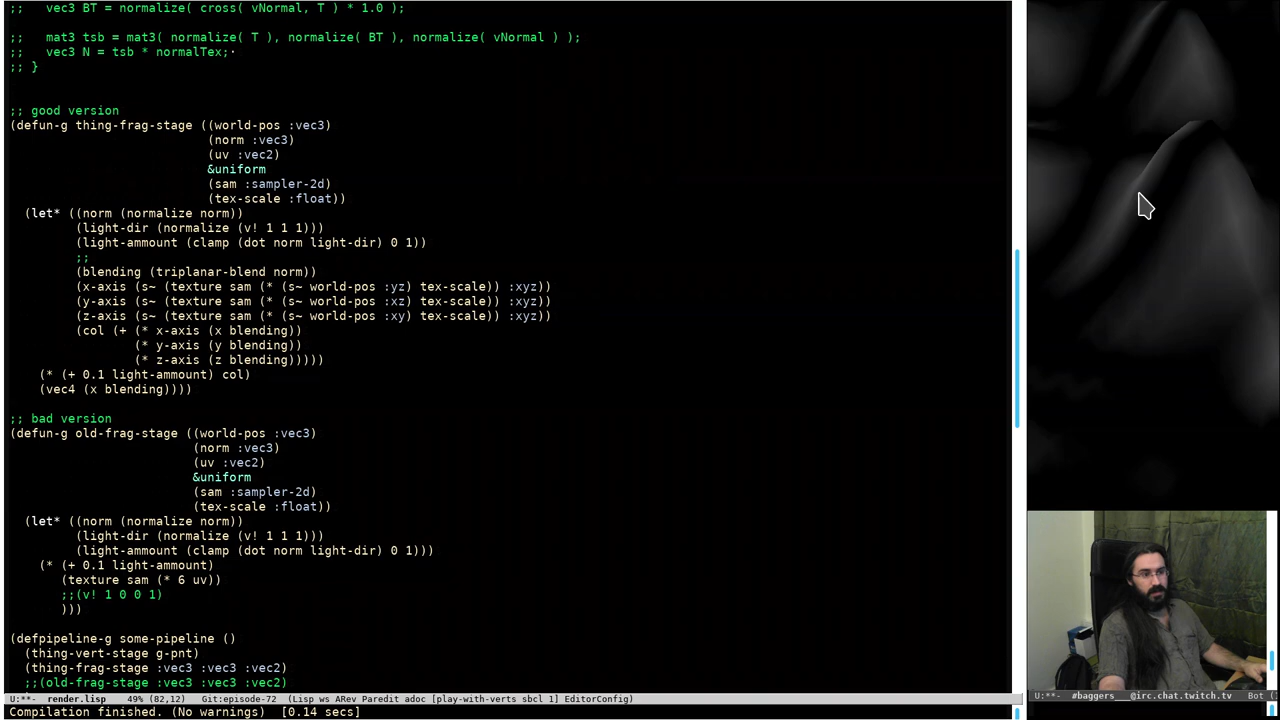 ;;   vec3 BT = normalize( cross( vNormal, T ) * 1.0 );
;;   mat3 tsb = mat3( normalize( T ), normalize( BT ), normalize( vNormal ) );
;;   vec3 N = tsb * normalTex;·
;; }
;; good version
(defun-g thing-frag-stage ((world-pos :vec3)
(norm :vec3)
(uv :vec2)
&uniform
(sam :sampler-2d)
(tex-scale :float))
(let* ((norm (normalize norm))
(light-dir (normalize (v! 1 1 1)))
(light-amount (clamp (dot norm light-dir) 0 1))
;;
(blending (triplanar-blend norm))
(x-axis (s~ (texture sam (* (s~ world-pos :yz) tex-scale)) :xyz))
(y-axis (s~ (texture sam (* (s~ world-pos :xz) tex-scale)) :xyz))
(z-axis (s~ (texture sam (* (s~ world-pos :xy) tex-scale)) :xyz))
(col (+ (* x-axis (x blending))
(* y-axis (y blending))
(* z-axis (z blending)))))
(* (+ 0.1 light-amount) col)
(vec4 (x blending))))
;; bad version
(defun-g old-frag-stage ((world-pos :vec3)
(norm :vec3)
(uv :vec2)
&uniform
(sam :sampler-2d)
(tex-scale :float))
(let* ((norm (normalize norm))
(light-dir (normalize (v! 1 1 1)))
(light-amount (clamp (dot norm light-dir) 0 1)))
(* (+ 0.1 light-amount)
(texture sam (* 6 uv))
;;(v! 1 0 0 1)
)))
(defpipeline-g some-pipeline ()
(thing-vert-stage g-pnt)
(thing-frag-stage :vec3 :vec3 :vec2)
;;(old-frag-stage :vec3 :vec3 :vec2)
U:**-  render.lisp   49% (82,12)   Git:episode-72  (Lisp ws ARev Paredit adoc [play-with-verts sbcl 1] EditorConfig)
U:**-  #baggers___@irc.chat.twitch.tv   Bot (
Compilation finished. (No warnings)  [0.14 secs]